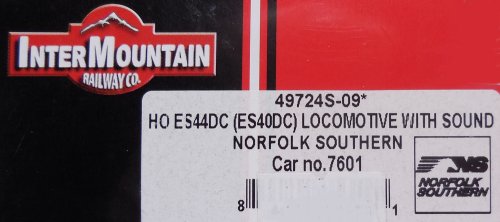 INTERMOUNTAIN
RAILWAY CO.
49724S-09*
HO ES44DC (ES40DC) LOCOMOTIVE WITH SOUND
NORFOLK SOUTHERN
Car no.7601
NS
NORFOLK
SOUTHERN
8 1